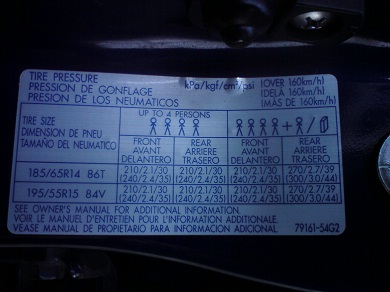 TIRE PRESSURE
PRESSION DE GONFLAGE kPa/kgf/cm²/psi (OVER 160km/h)
PRESION DE LOS NEUMATICOS (DELA 160km/h)
(MÁS DE 160km/h)
TIRE SIZE UP TO 4 PERSONS + /
DIMENSION DE PNEU FRONT REAR FRONT REAR
TAMAÑO DEL NEUMATICO AVANT ARRIERE AVANT ARRIERE
DELANTERO TRASERO DELANTERO TRASERO
185/65R14 86T 210/2.1/30 210/2.1/30 210/2.1/30 270/2.7/39
(240/2.4/35) (240/2.4/35) (240/2.4/35) (300/3.0/44)
195/55R15 84V 210/2.1/30 210/2.1/30 210/2.1/30 270/2.7/39
(240/2.4/35) (240/2.4/35) (240/2.4/35) (300/3.0/44)
SEE OWNER'S MANUAL FOR ADDITIONAL INFORMATION.
VOIR LE MANUEL D'ENTRETIEN POUR L'INFORMATION ADDITIONALE.
VEASE MANUAL DE PROPIETARIO PARA INFORMACION ADICIONAL. 79161-54G2